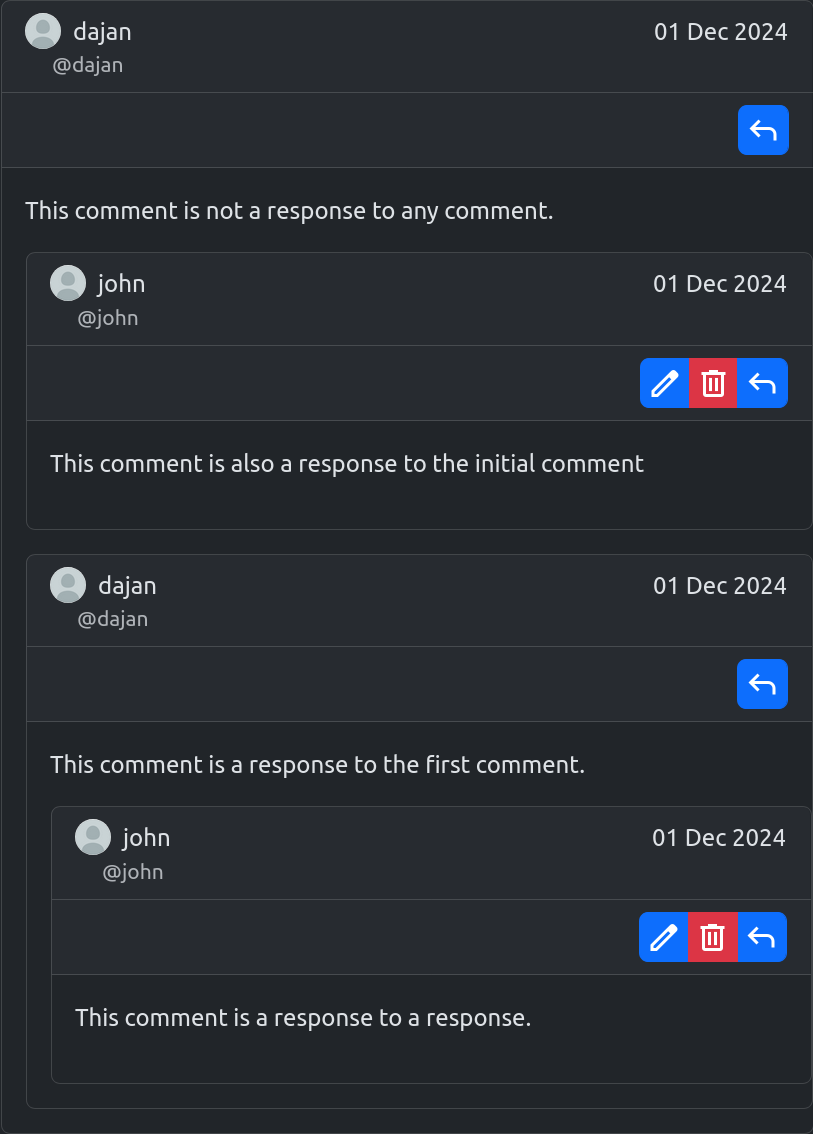 dajan 01 Dec 2024
@dajan
This comment is not a response to any comment.
john 01 Dec 2024
@john
This comment is also a response to the initial comment
dajan 01 Dec 2024
@dajan
This comment is a response to the first comment.
john 01 Dec 2024
@john
This comment is a response to a response.